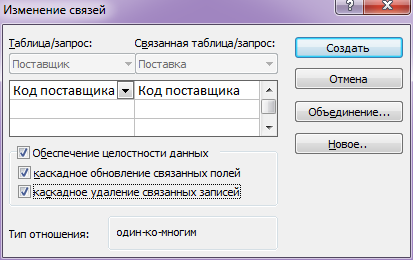 Изменение связей
Таблица/запрос: Связанная таблица/запрос:
Поставщик Поставка
Код поставщика Код поставщика
Обеспечение целостности данных
каскадное обновление связанных полей
каскадное удаление связанных записей
Тип отношения: один-ко-многим
Создать
Отмена
Объединение...
Новое..